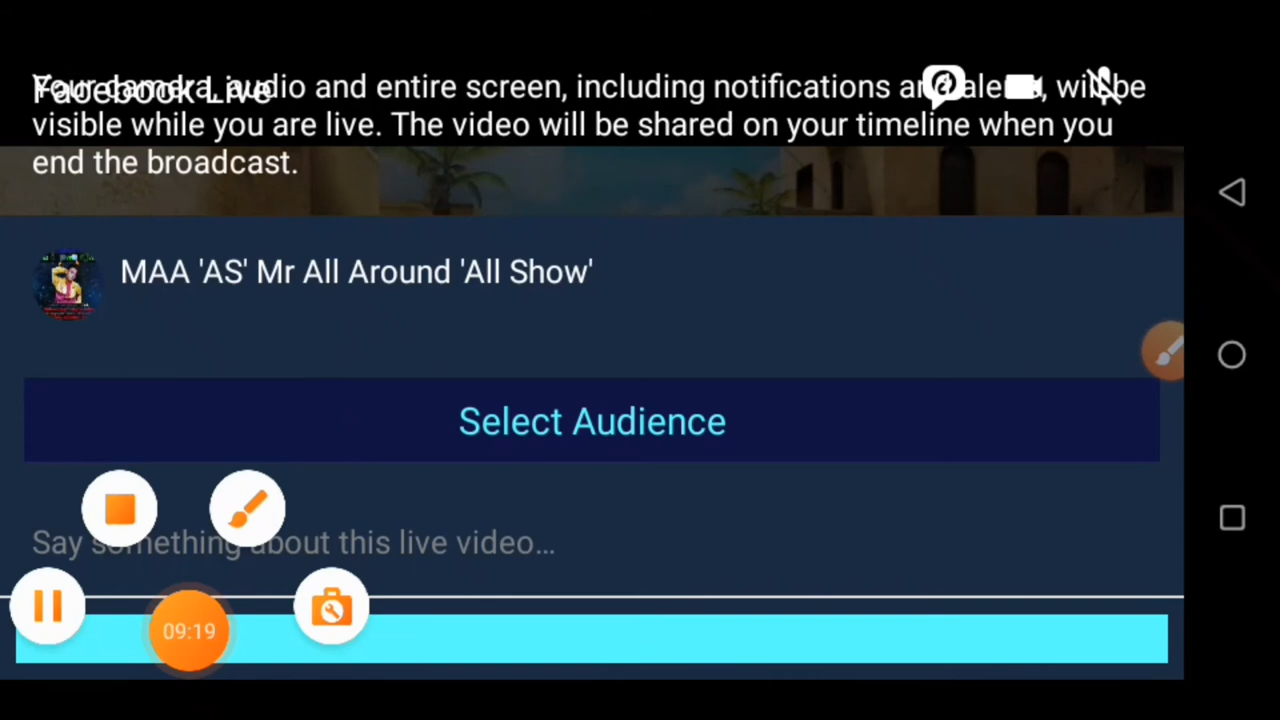 Facebook Live
Your camera, audio and entire screen, including notifications and alerts, will be
visible while you are live. The video will be shared on your timeline when you
end the broadcast.
MAA 'AS' Mr All Around 'All Show'
Select Audience
Say something about this live video...
09:19